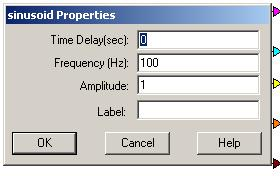 sinusoid Properties
Time Delay(sec): 0
Frequency (Hz): 100
Amplitude: 1
Label:
OK Cancel Help